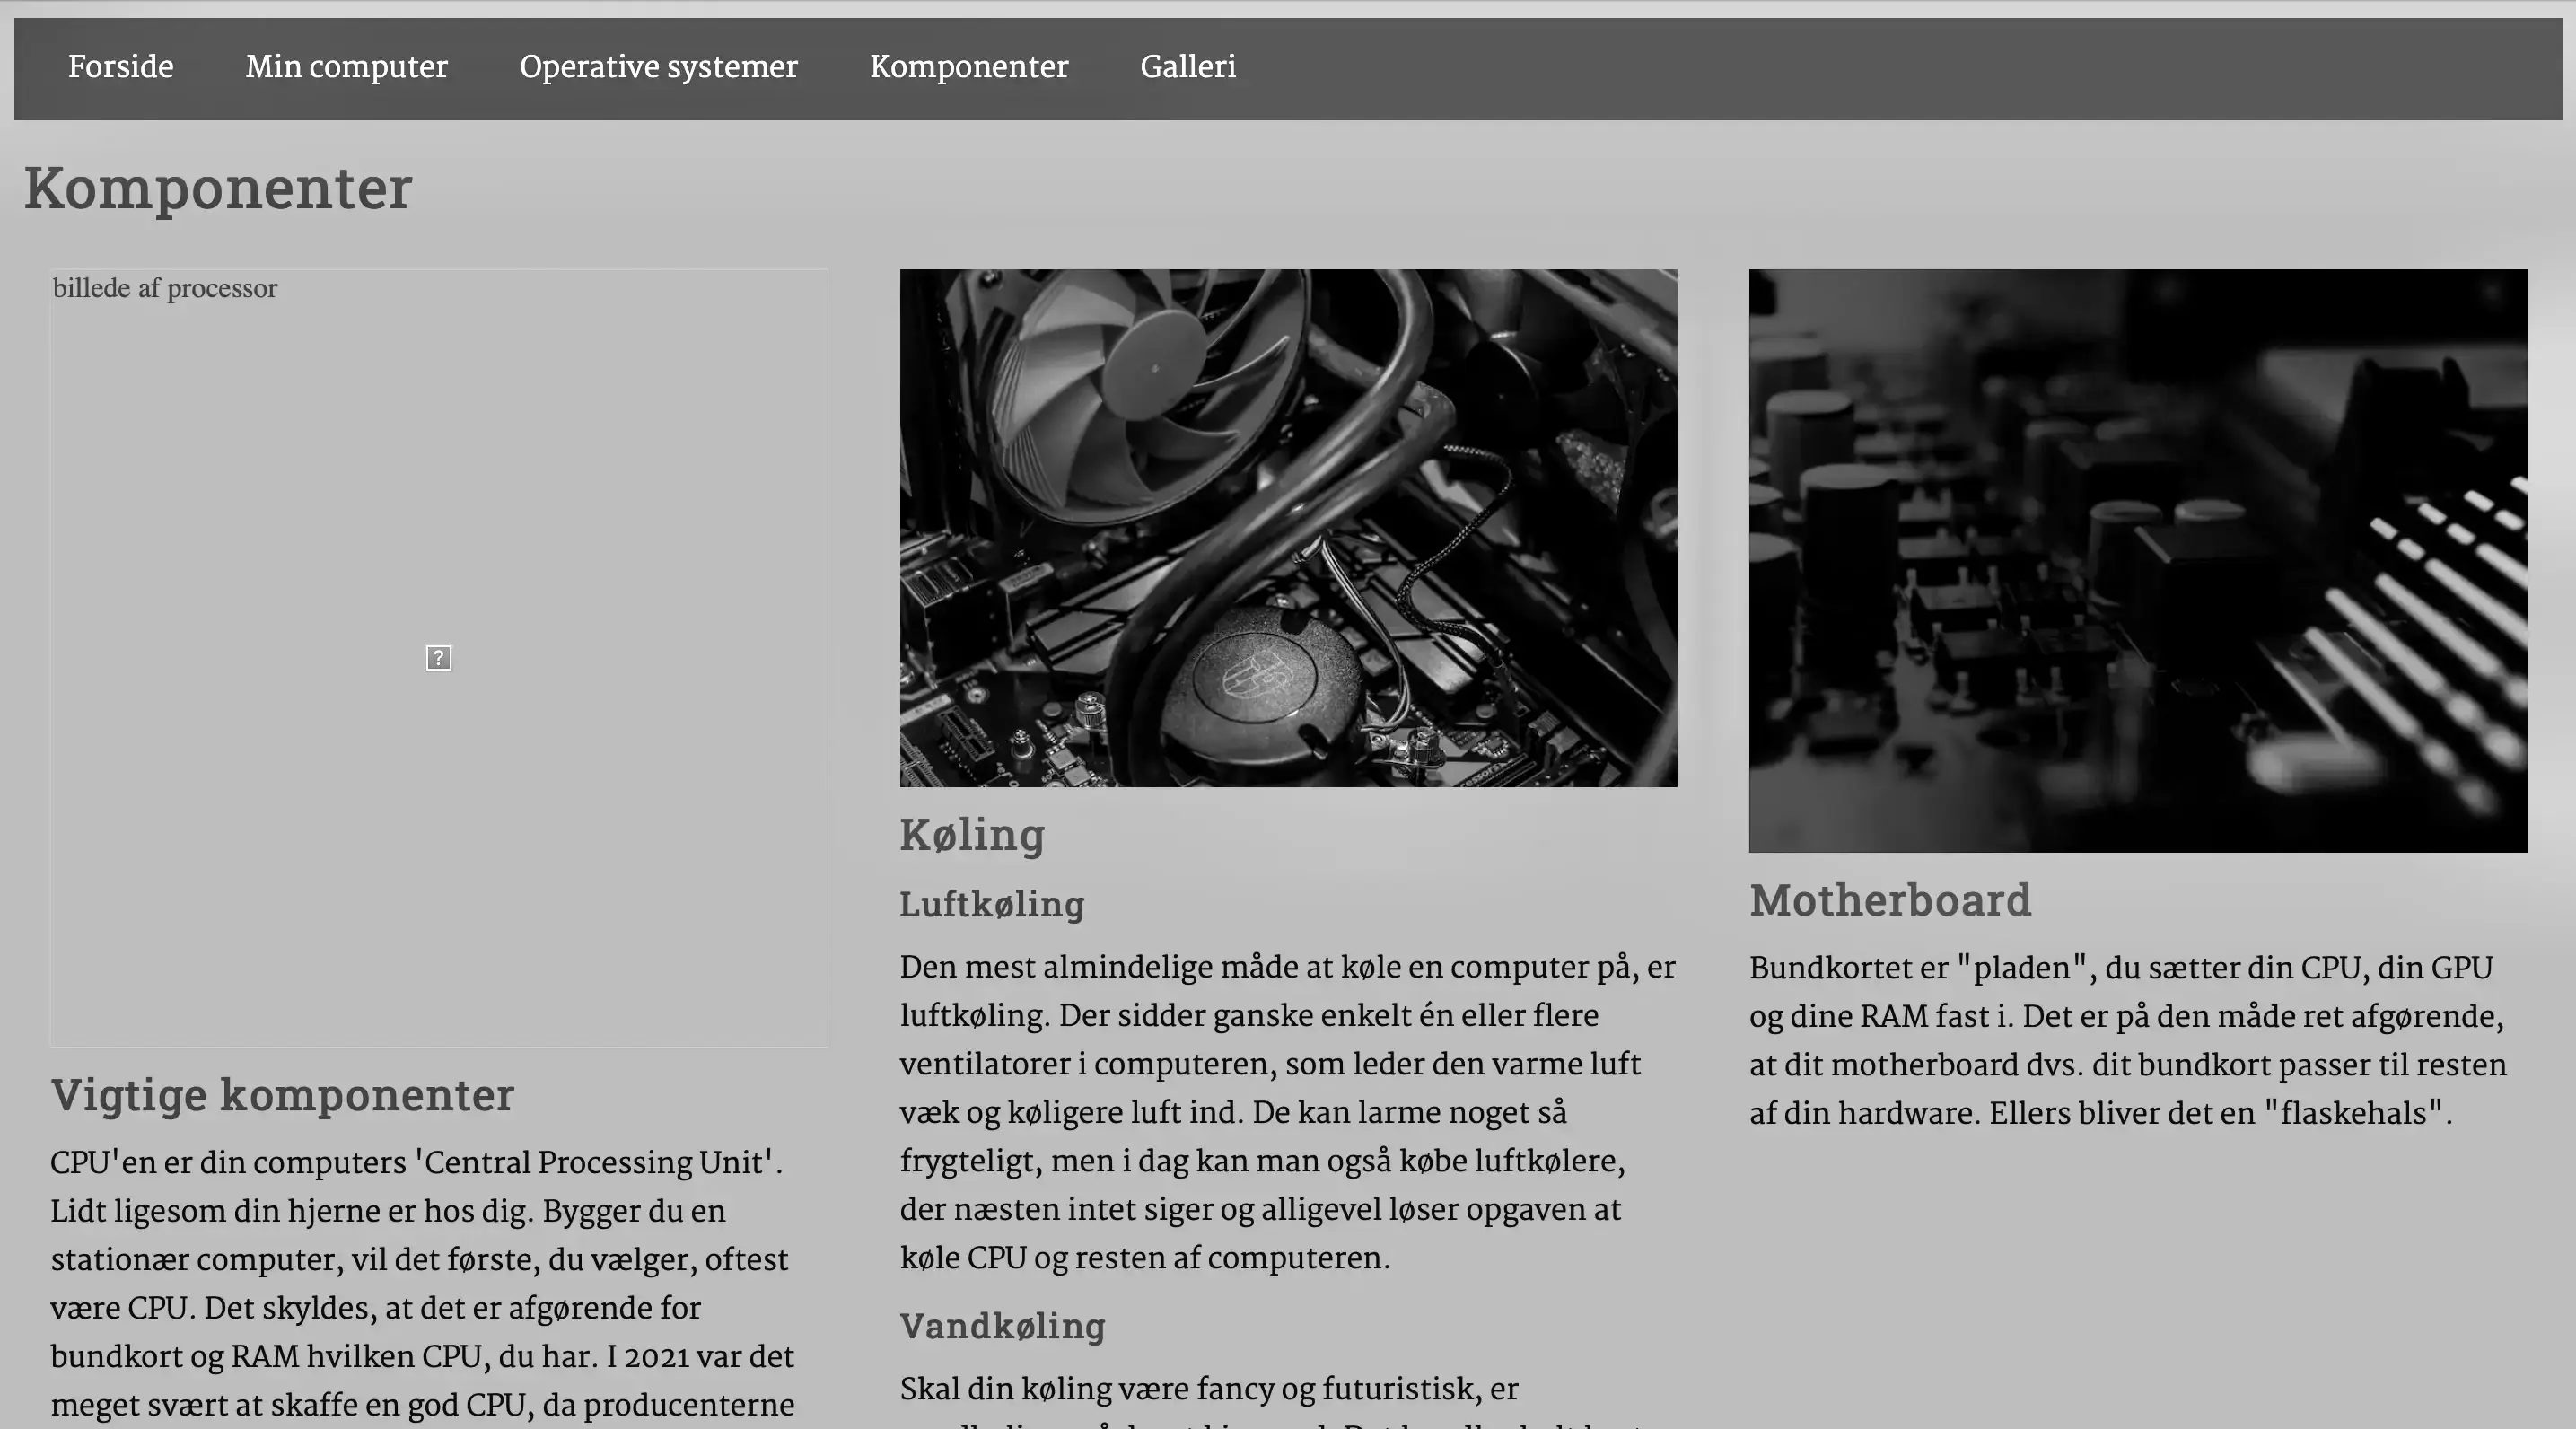 Forside Min computer Operative systemer Komponenter Galleri
Komponenter
billede af processor
Vigtige komponenter
CPU'en er din computers 'Central Processing Unit'.
Lidt ligesom din hjerne er hos dig. Bygger du en
stationær computer, vil det første, du vælger, oftest
være CPU. Det skyldes, at det er afgørende for
bundkort og RAM hvilken CPU, du har. I 2021 var det
meget svært at skaffe en god CPU, da producenterne
Køling
Luftkøling
Den mest almindelige måde at køle en computer på, er
luftkøling. Der sidder ganske enkelt én eller flere
ventilatorer i computeren, som leder den varme luft
væk og køligere luft ind. De kan larme noget så
frygteligt, men i dag kan man også købe luftkølere,
der næsten intet siger og alligevel løser opgaven at
køle CPU og resten af computeren.
Vandkøling
Skal din køling være fancy og futuristisk, er
Motherboard
Bundkortet er "pladen", du sætter din CPU, din GPU
og dine RAM fast i. Det er på den måde ret afgørende,
at dit motherboard dvs. dit bundkort passer til resten
af din hardware. Ellers bliver det en "flaskehals".